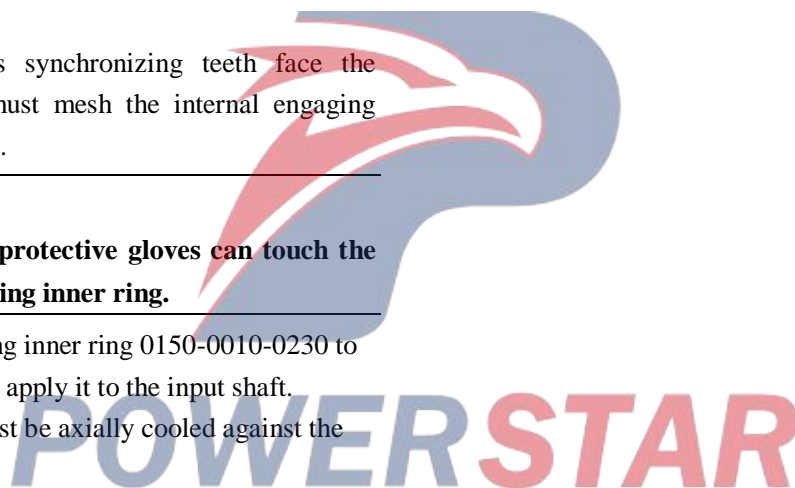 s synchronizing teeth face the
must mesh the internal engaging
.
protective gloves can touch the
ing inner ring.
ng inner ring 0150-0010-0230 to
apply it to the input shaft.
st be axially cooled against the
POWERSTAR